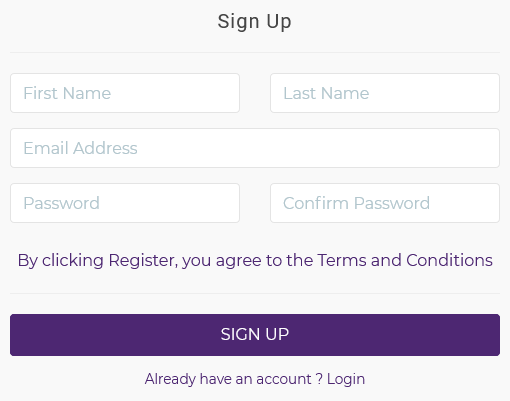 Sign Up
First Name
Last Name
Email Address
Password
Confirm Password
By clicking Register, you agree to the Terms and Conditions
SIGN UP
Already have an account ? Login